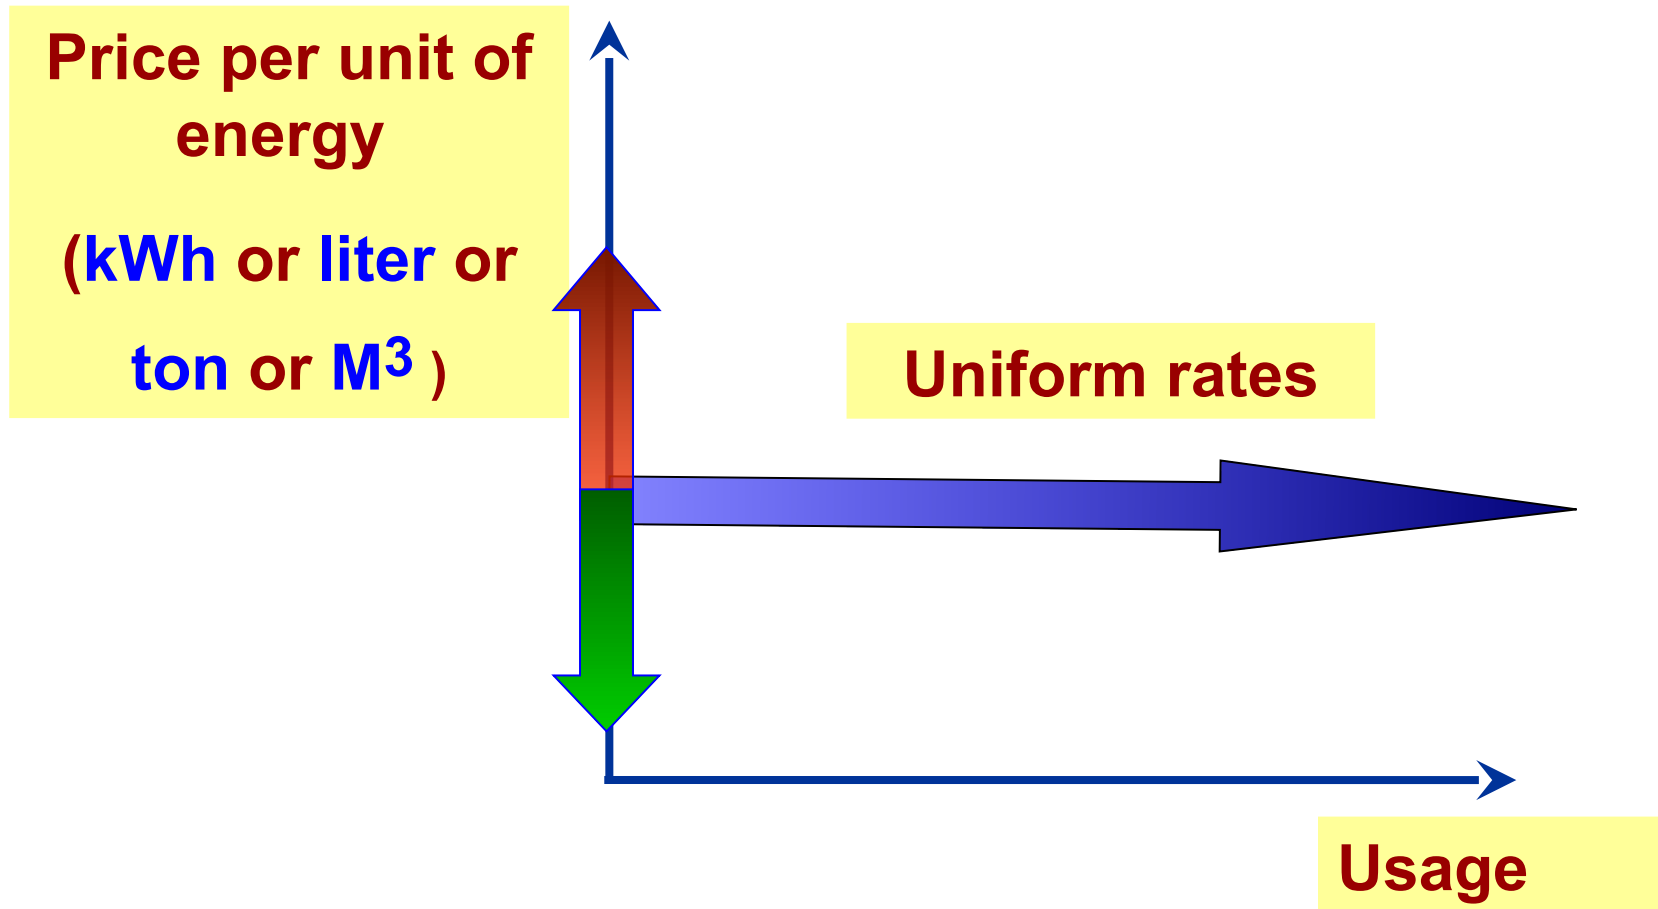 Price per unit of
energy
(kWh or liter or
ton or M³ )
Uniform rates
Usage